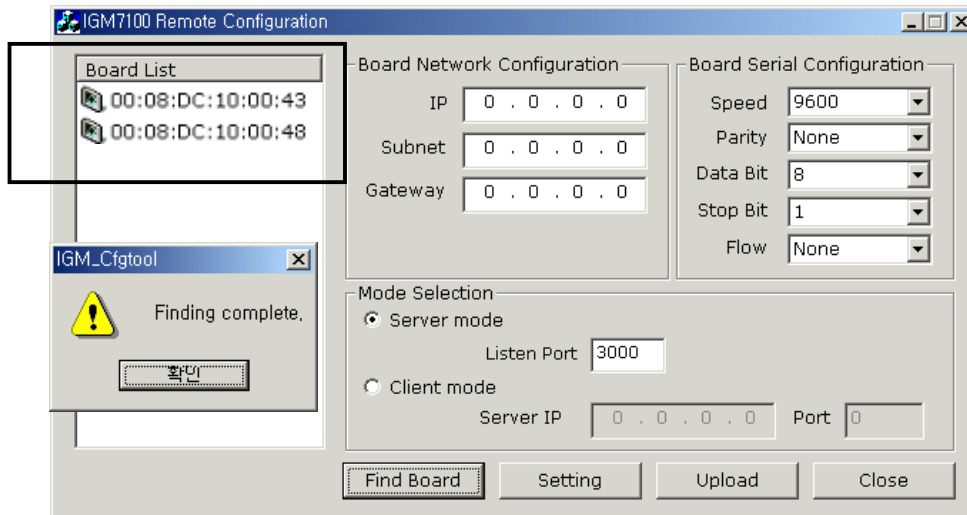 IGM7100 Remote Configuration
Board List
00:08:DC:10:00:43
00:08:DC:10:00:48
Board Network Configuration
IP 0 . 0 . 0 . 0
Subnet 0 . 0 . 0 . 0
Gateway 0 . 0 . 0 . 0
Board Serial Configuration
Speed 9600
Parity None
Data Bit 8
Stop Bit 1
Flow None
IGM_Cfgtool
Finding complete.
확인
Mode Selection
Server mode
Listen Port 3000
Client mode
Server IP 0 . 0 . 0 . 0 Port 0
Find Board Setting Upload Close